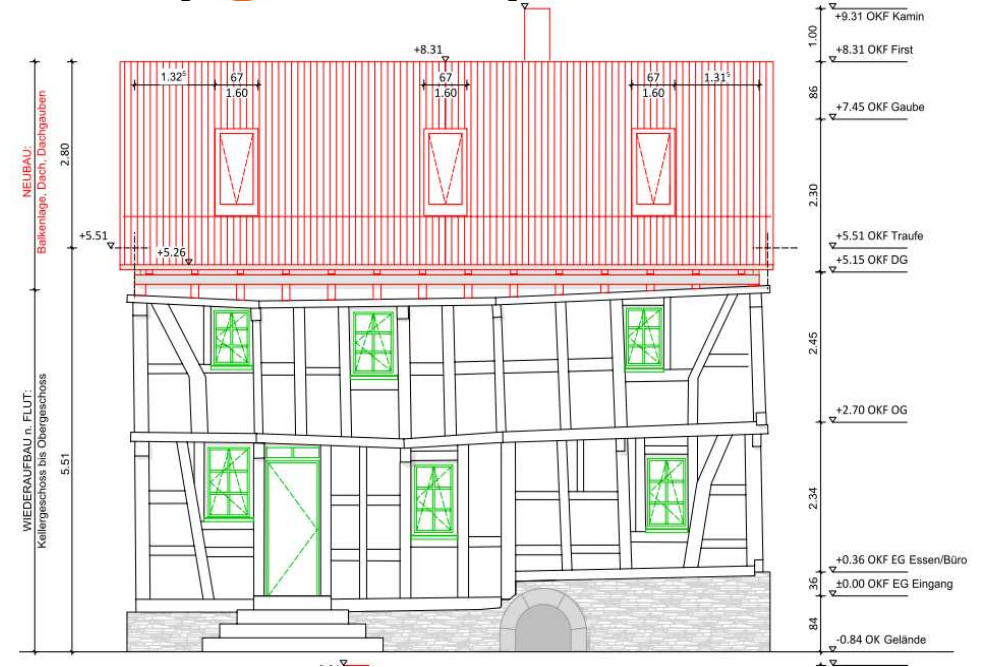 +9.31 OKF Kamin
1.00
+8.31
+8.31 OKF First
1.32⁵
67
1.60
67
1.60
67
1.60
1.31⁵
86
+7.45 OKF Gaube
NEUBAU:
Balkenlage, Dach, Dachgauben
2.80
2.30
+5.51
+5.26
+5.51 OKF Traufe
+5.15 OKF DG
2.45
WIEDERAUFBAU n. FLUT:
Kellergeschoss bis Obergeschoss
5.51
+2.70 OKF OG
2.34
+0.36 OKF EG Essen/Büro
36
±0.00 OKF EG Eingang
84
-0.84 OK Gelände